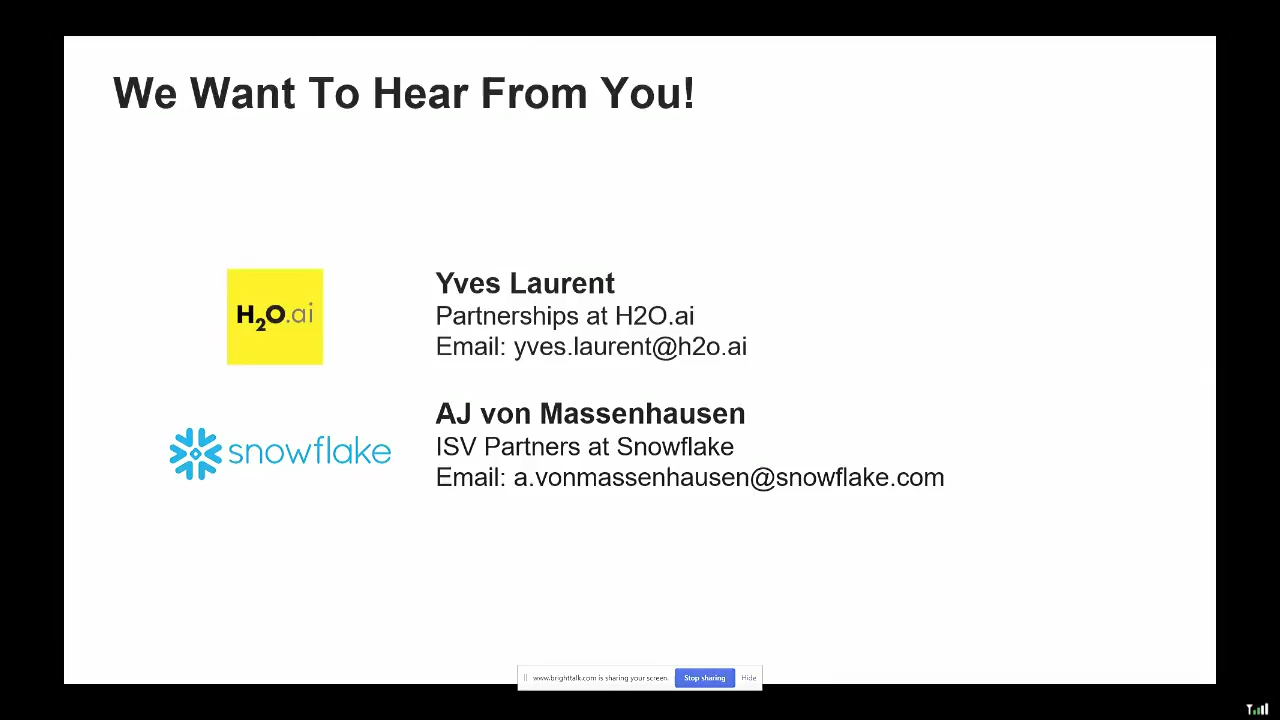 We Want To Hear From You!
H2O.ai
Yves Laurent
Partnerships at H2O.ai
Email: yves.laurent@h2o.ai
snowflake
AJ von Massenhausen
ISV Partners at Snowflake
Email: a.vonmassenhausen@snowflake.com
www.brighttalk.com is sharing your screen. Stop sharing Hide